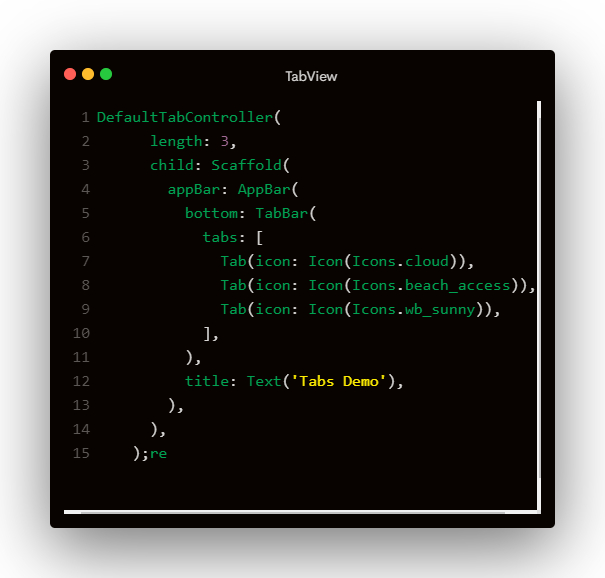 TabView
1 DefaultTabController(
2       length: 3,
3       child: Scaffold(
4         appBar: AppBar(
5           bottom: TabBar(
6             tabs: [
7               Tab(icon: Icon(Icons.cloud)),
8               Tab(icon: Icon(Icons.beach_access)),
9               Tab(icon: Icon(Icons.wb_sunny)),
10             ],
11           ),
12           title: Text('Tabs Demo'),
13         ),
14       ),
15     );re